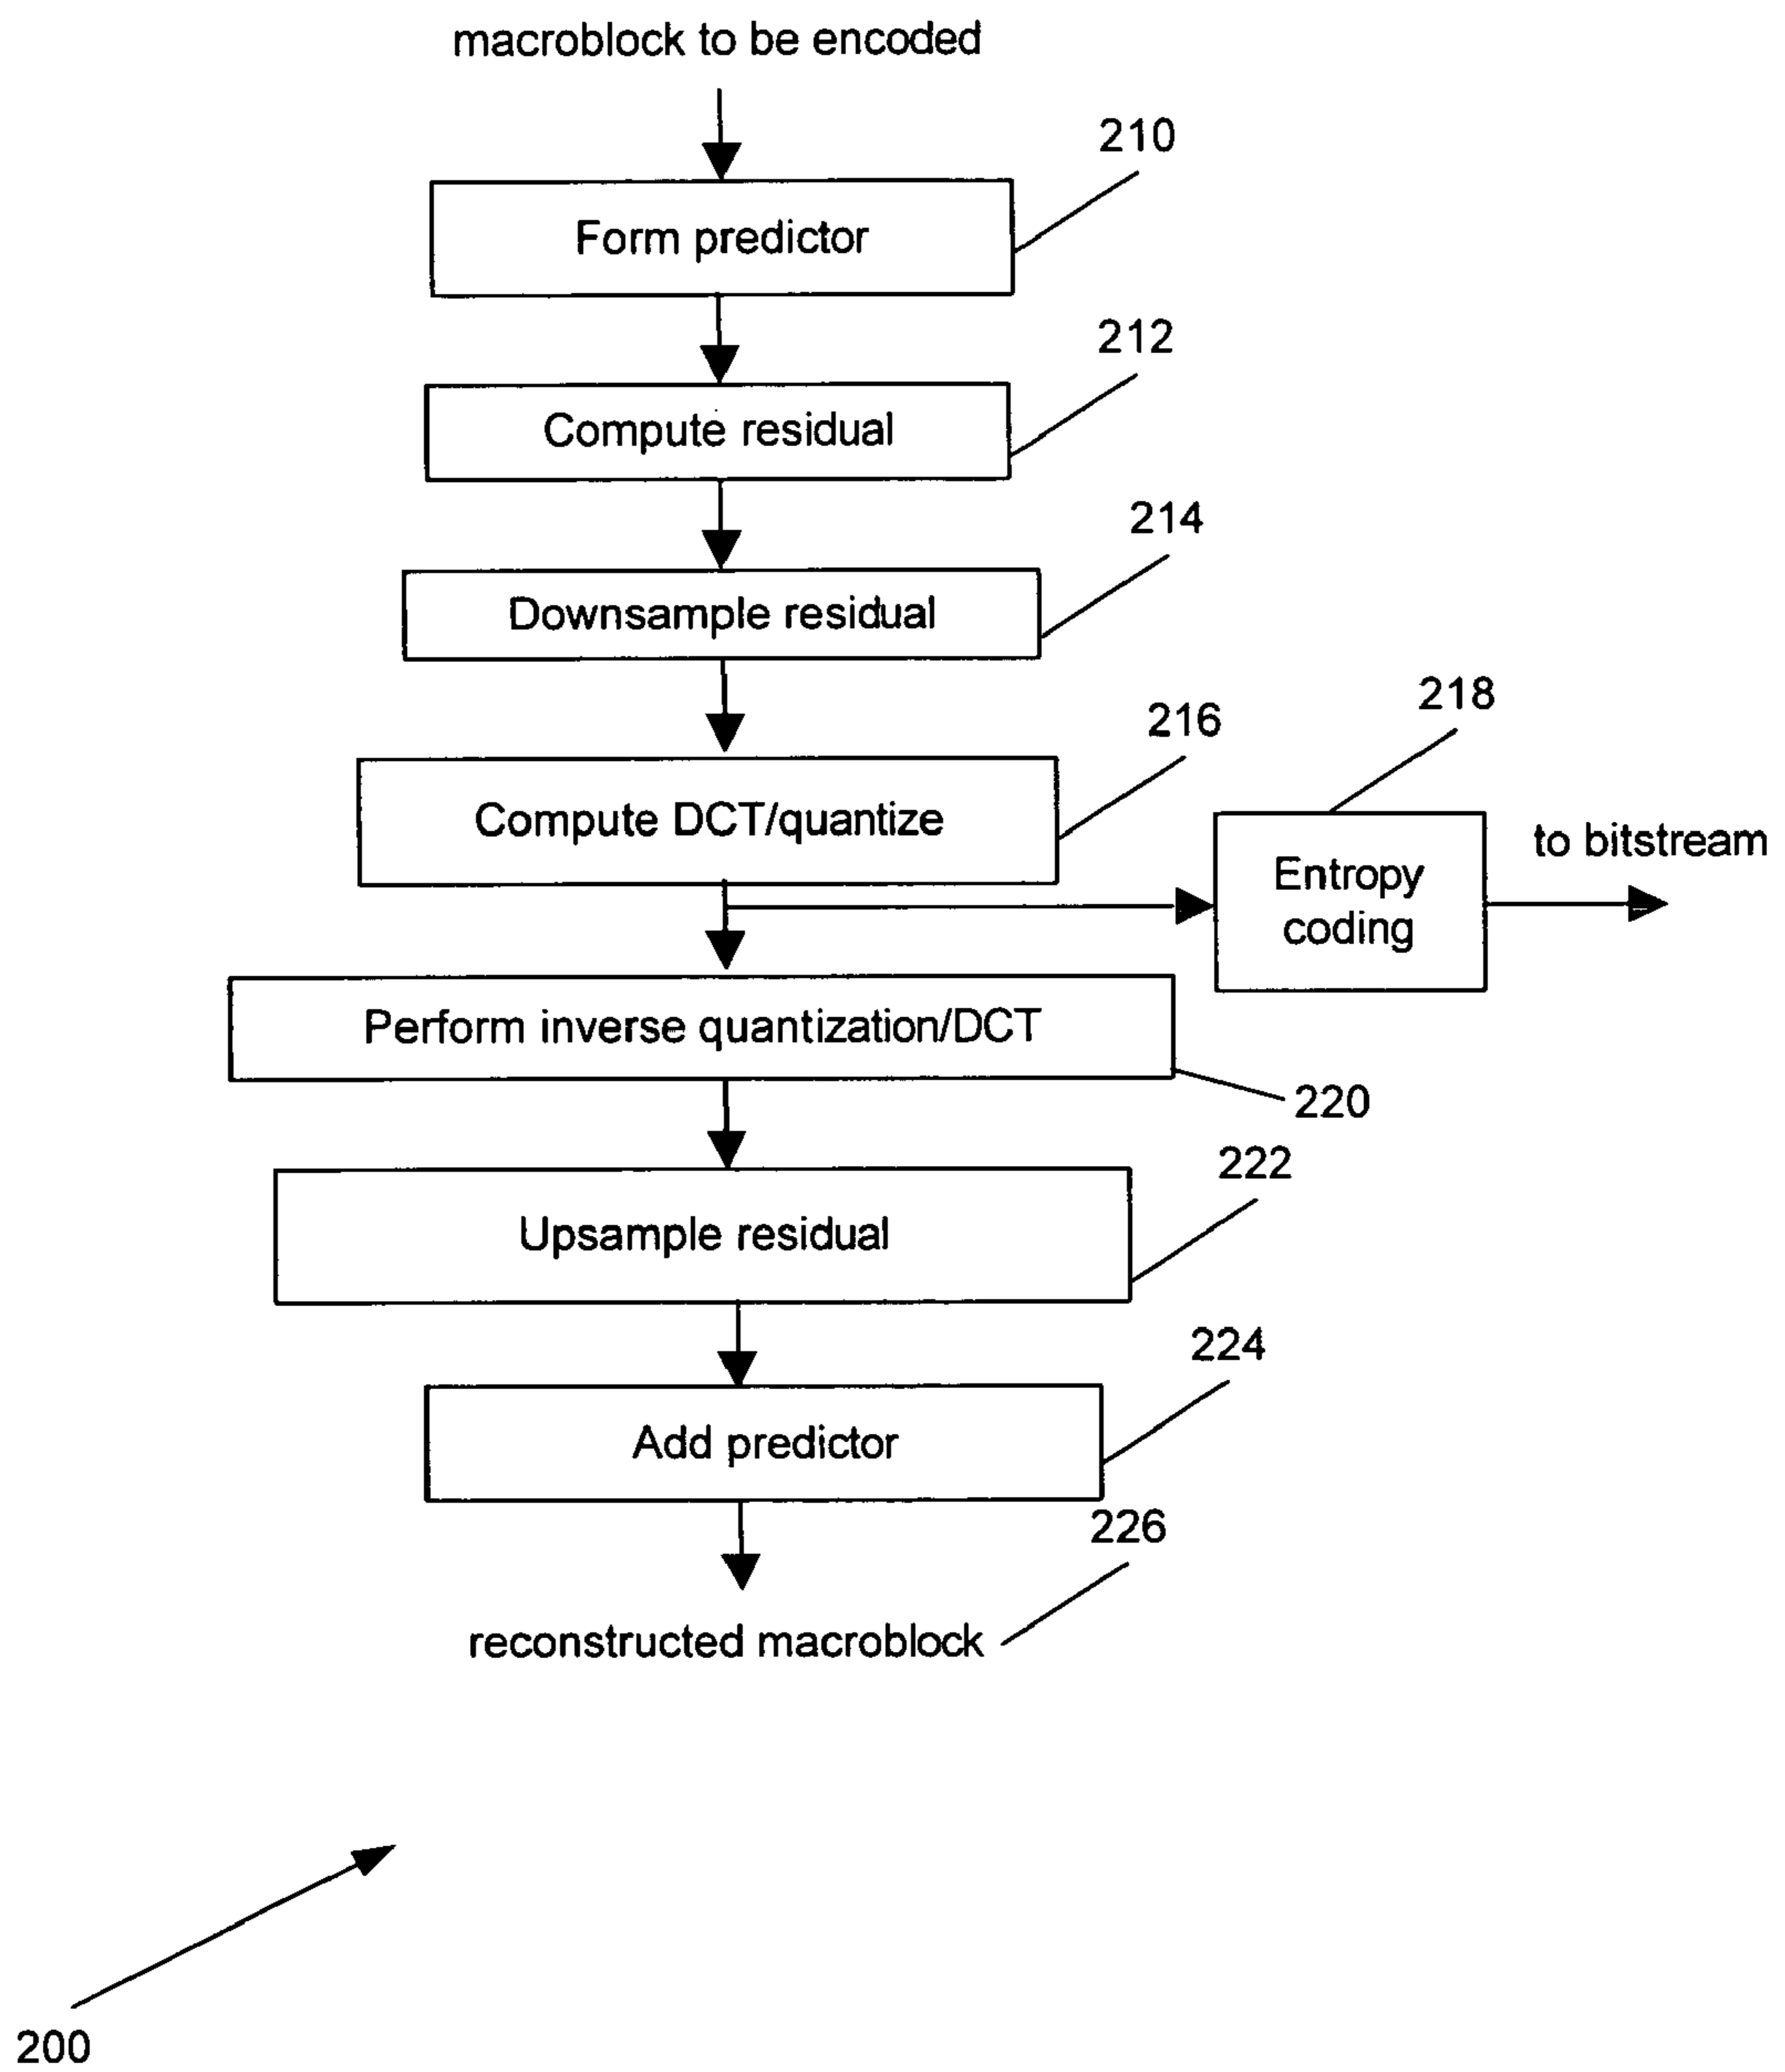 macroblock to be encoded
210
Form predictor
212
Compute residual
214
Downsample residual
216
Compute DCT/quantize
218
Entropy
coding
to bitstream
Perform inverse quantization/DCT
220
222
Upsample residual
224
Add predictor
226
reconstructed macroblock
200